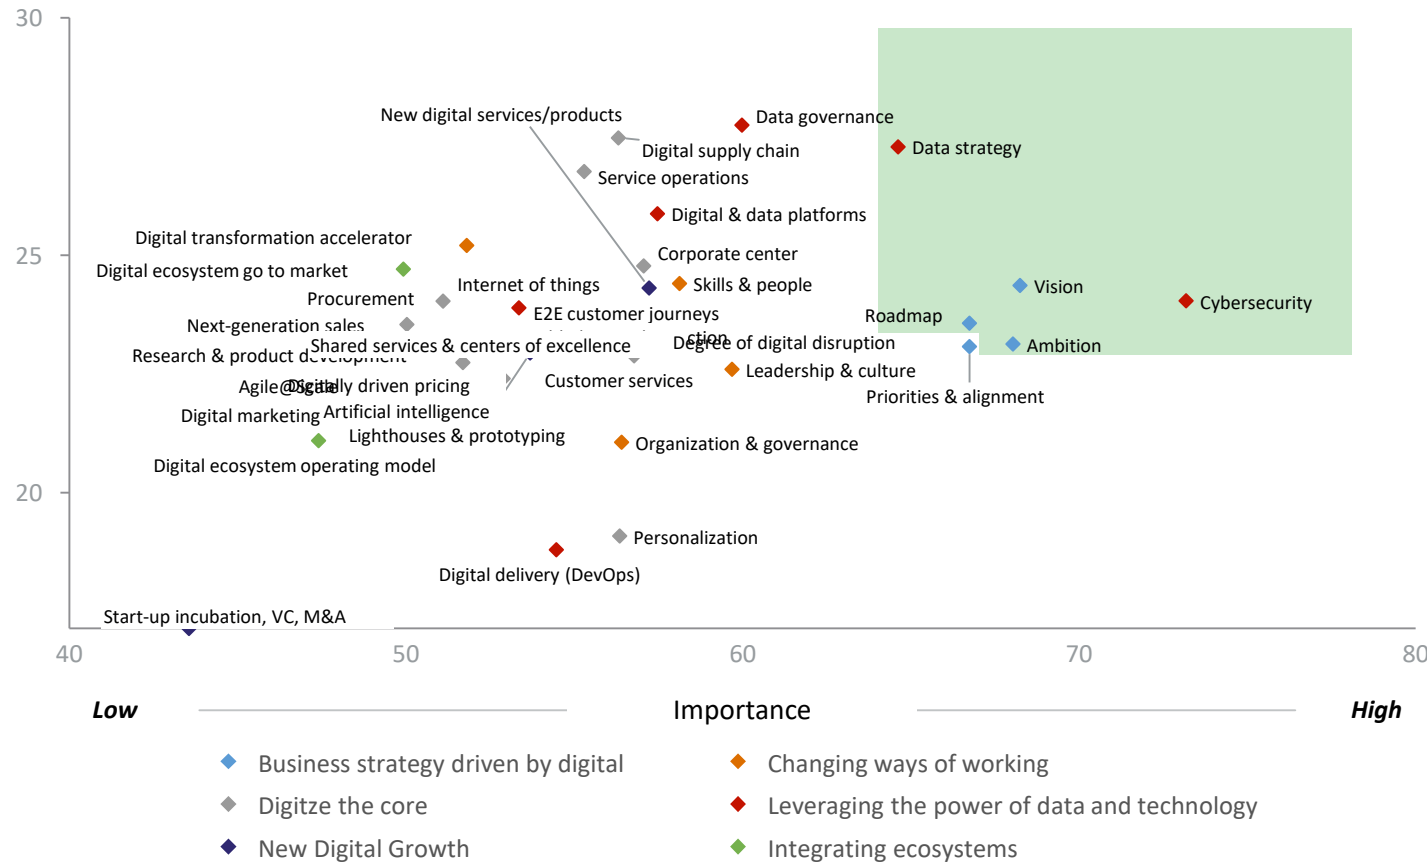 30
New digital services/products
Data governance
Digital supply chain
Data strategy
Service operations
Digital & data platforms
Digital transformation accelerator
25
Corporate center
Digital ecosystem go to market
Internet of things
Skills & people
Vision
Procurement
Cybersecurity
E2E customer journeys
Roadmap
Next-generation sales
Degree of digital disruption
Shared services & centers of excellence
Ambition
Research & product development
Leadership & culture
Customer services
Agile@Scale
Digitally driven pricing
Priorities & alignment
Artificial intelligence
Digital marketing
Lighthouses & prototyping
Organization & governance
Digital ecosystem operating model
20
Personalization
Digital delivery (DevOps)
Start-up incubation, VC, M&A
40
50
60
70
80
Low
Importance
High
Business strategy driven by digital
Changing ways of working
Digitze the core
Leveraging the power of data and technology
New Digital Growth
Integrating ecosystems